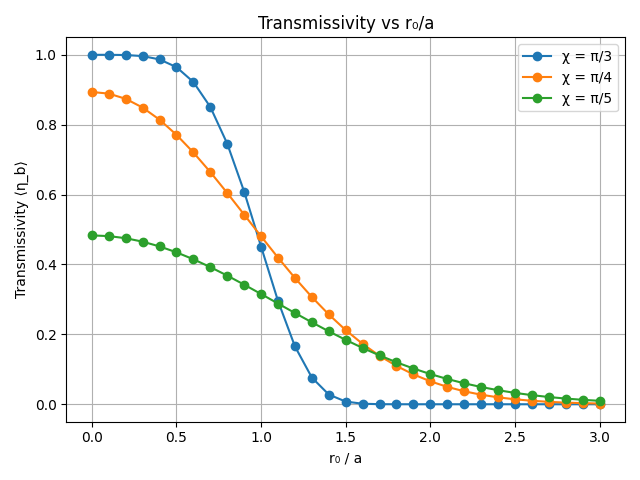 Transmissivity vs r₀/a
χ = π/3
χ = π/4
χ = π/5
Transmissivity ⟨η_b⟩
1.0
0.8
0.6
0.4
0.2
0.0
0.0 0.5 1.0 1.5 2.0 2.5 3.0
r₀ / a